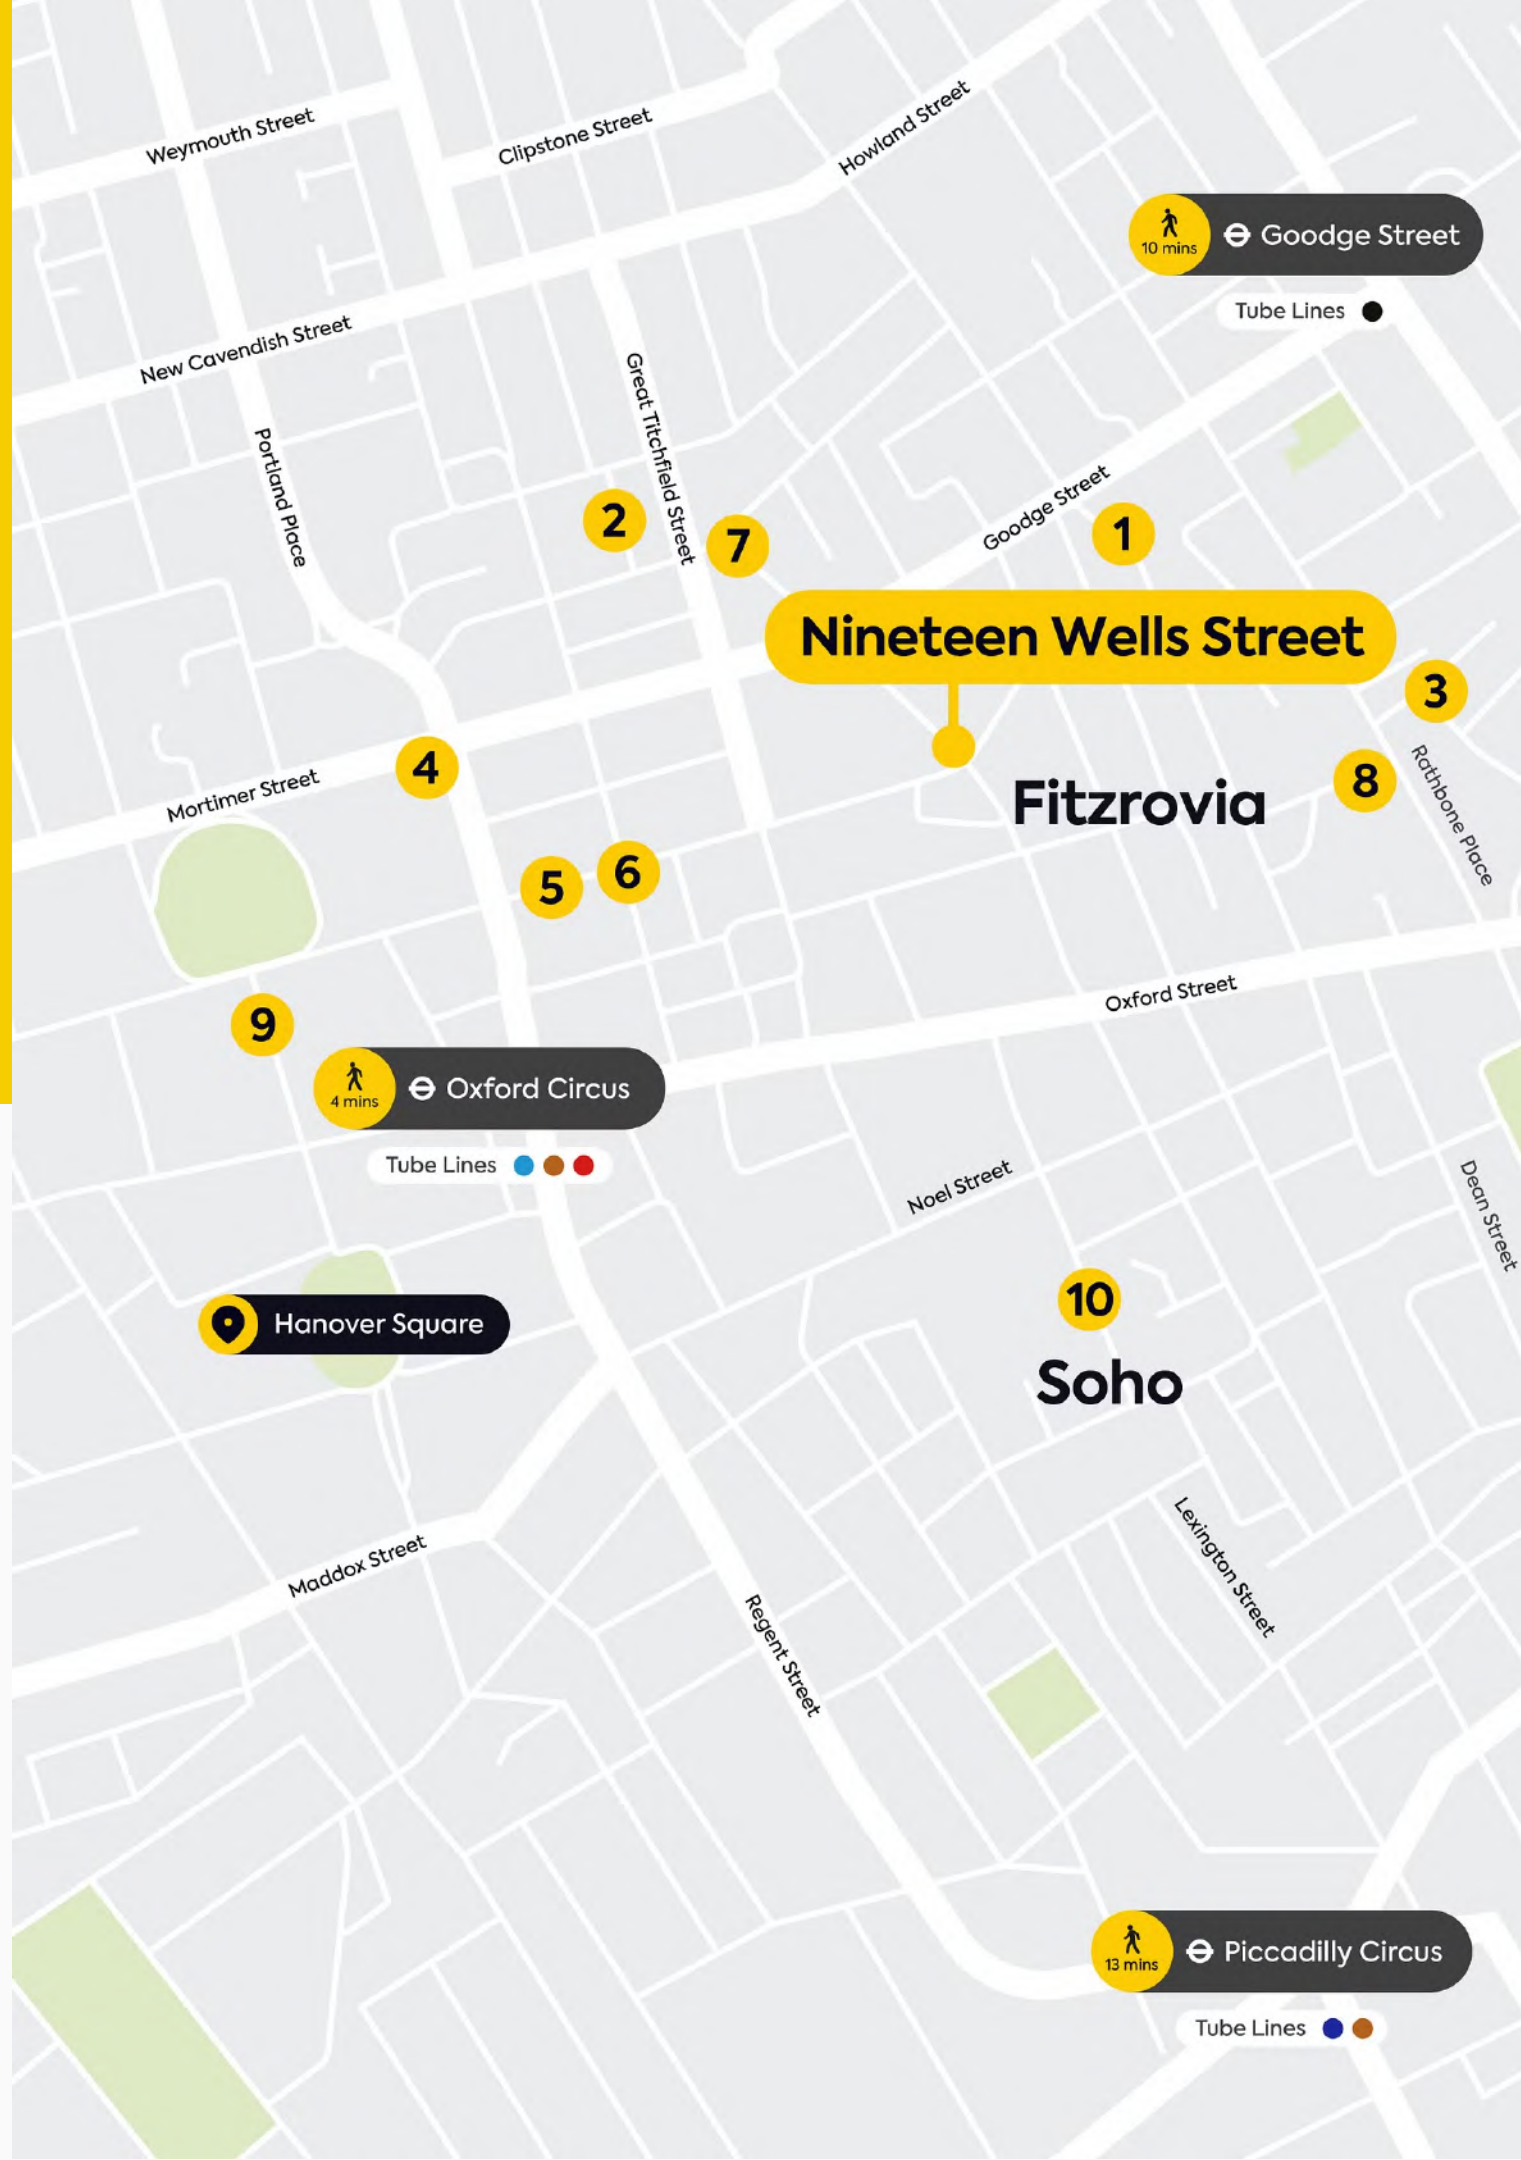 Weymouth Street
Clipstone Street
Howland Street
10 mins
Goodge Street
Tube Lines
New Cavendish Street
Great Titchfield Street
Portland Place
Goodge Street
2
7
1
Nineteen Wells Street
3
4
Mortimer Street
Fitzrovia
8
Rathbone Place
5
6
9
Oxford Street
4 mins
Oxford Circus
Tube Lines
Noel Street
Dean Street
10
Hanover Square
Soho
Lexington Street
Maddox Street
Regent Street
13 mins
Piccadilly Circus
Tube Lines